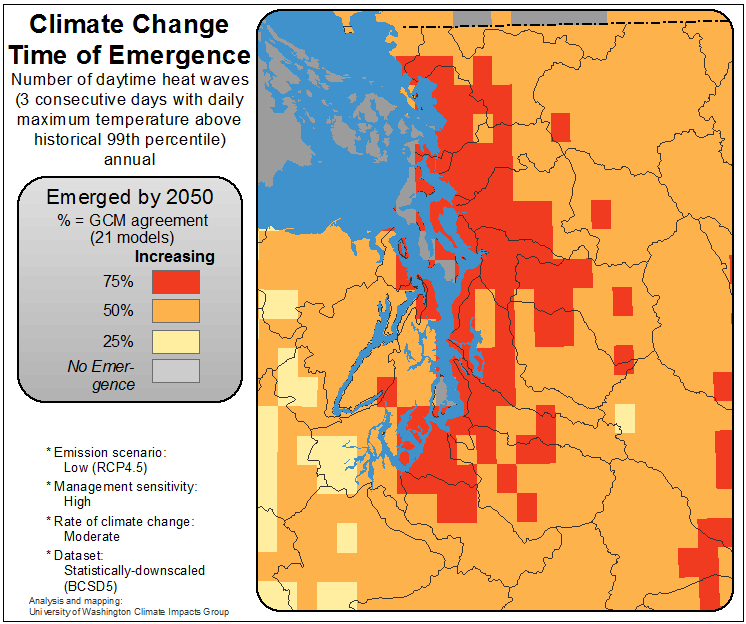 Climate Change
Time of Emergence
Number of daytime heat waves
(3 consecutive days with daily
maximum temperature above
historical 99th percentile)
annual
Emerged by 2050
% = GCM agreement
(21 models)
Increasing
75%
50%
25%
No Emer-
gence
* Emission scenario:
Low (RCP4.5)
* Management sensitivity:
High
* Rate of climate change:
Moderate
* Dataset:
Statistically-downscaled
(BCSD5)
Analysis and mapping:
University of Washington Climate Impacts Group